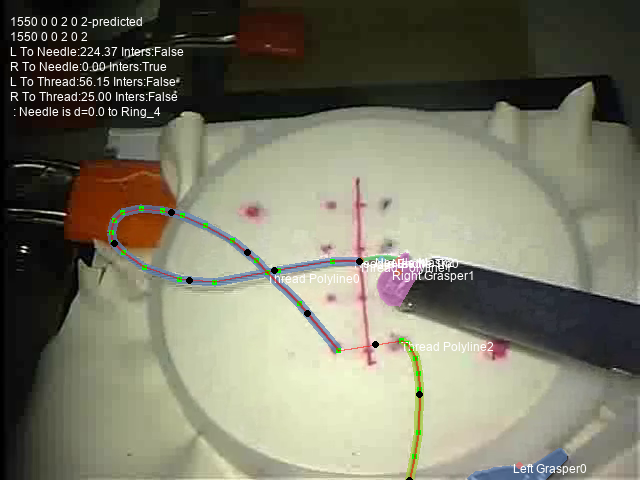 1550 0 0 2 0 2-predicted
1550 0 0 2 0 2
L To Needle:224.37 Inters:False
R To Needle:0.00 Inters:True
L To Thread:56.15 Inters:False
R To Thread:25.00 Inters:False
: Needle is d=0.0 to Ring_4
Right Grasper1
Thread Polyline0
Thread Polyline2
Left Grasper0